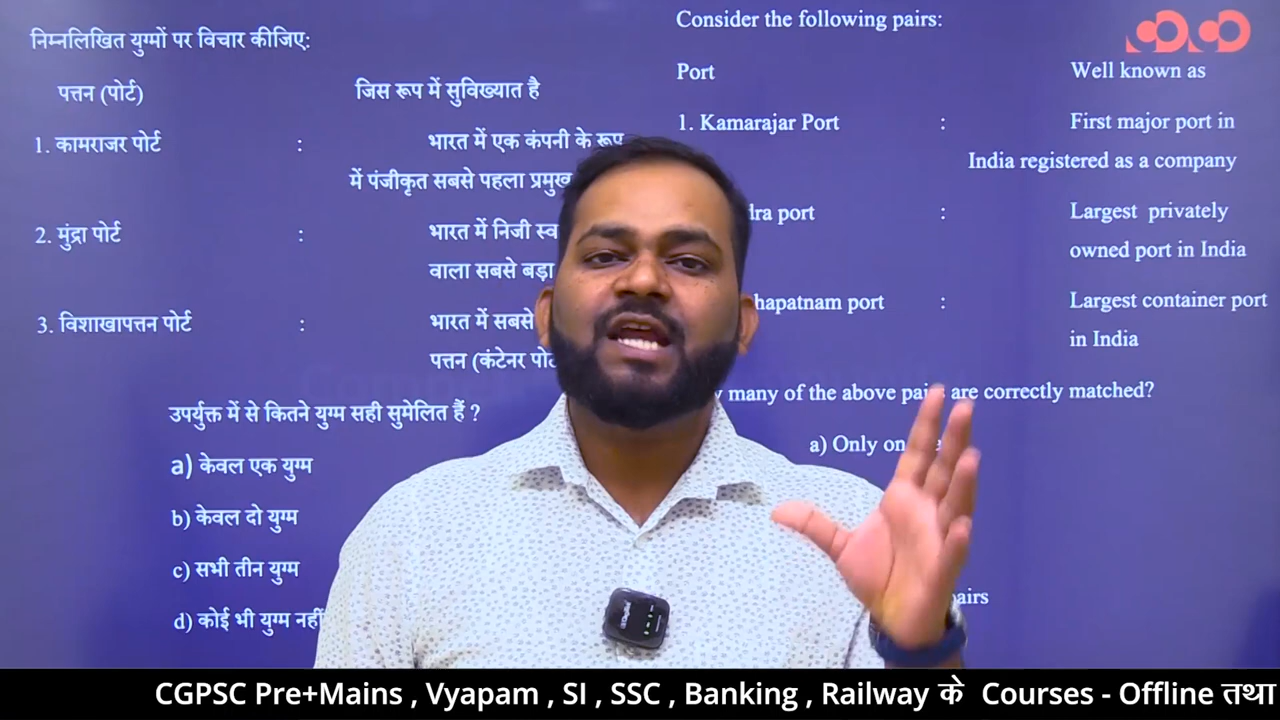 निम्नलिखित युग्मों पर विचार कीजिए:
पत्तन (पोर्ट) जिस रूप में सुविख्यात है
1. कामराजर पोर्ट : भारत में एक कंपनी के रूप
में पंजीकृत सबसे पहला प्रमुख
2. मुंद्रा पोर्ट : भारत में निजी
वाला सबसे बड़ा
3. विशाखापत्तन पोर्ट : भारत में सबसे
पत्तन (कंटेनर
उपर्युक्त में से कितने युग्म सही सुमेलित हैं ?
a) केवल एक युग्म
b) केवल दो युग्म
c) सभी तीन युग्म
d) कोई भी युग्म नहीं
Consider the following pairs:
Port Well known as
1. Kamarajar Port : First major port in
India registered as a company
port : Largest privately
owned port in India
port : Largest container port
in India
many of the above pairs are correctly matched?
a) Only
CGPSC Pre+Mains , Vyapam , SI , SSC , Banking , Railway के Courses - Offline तथा